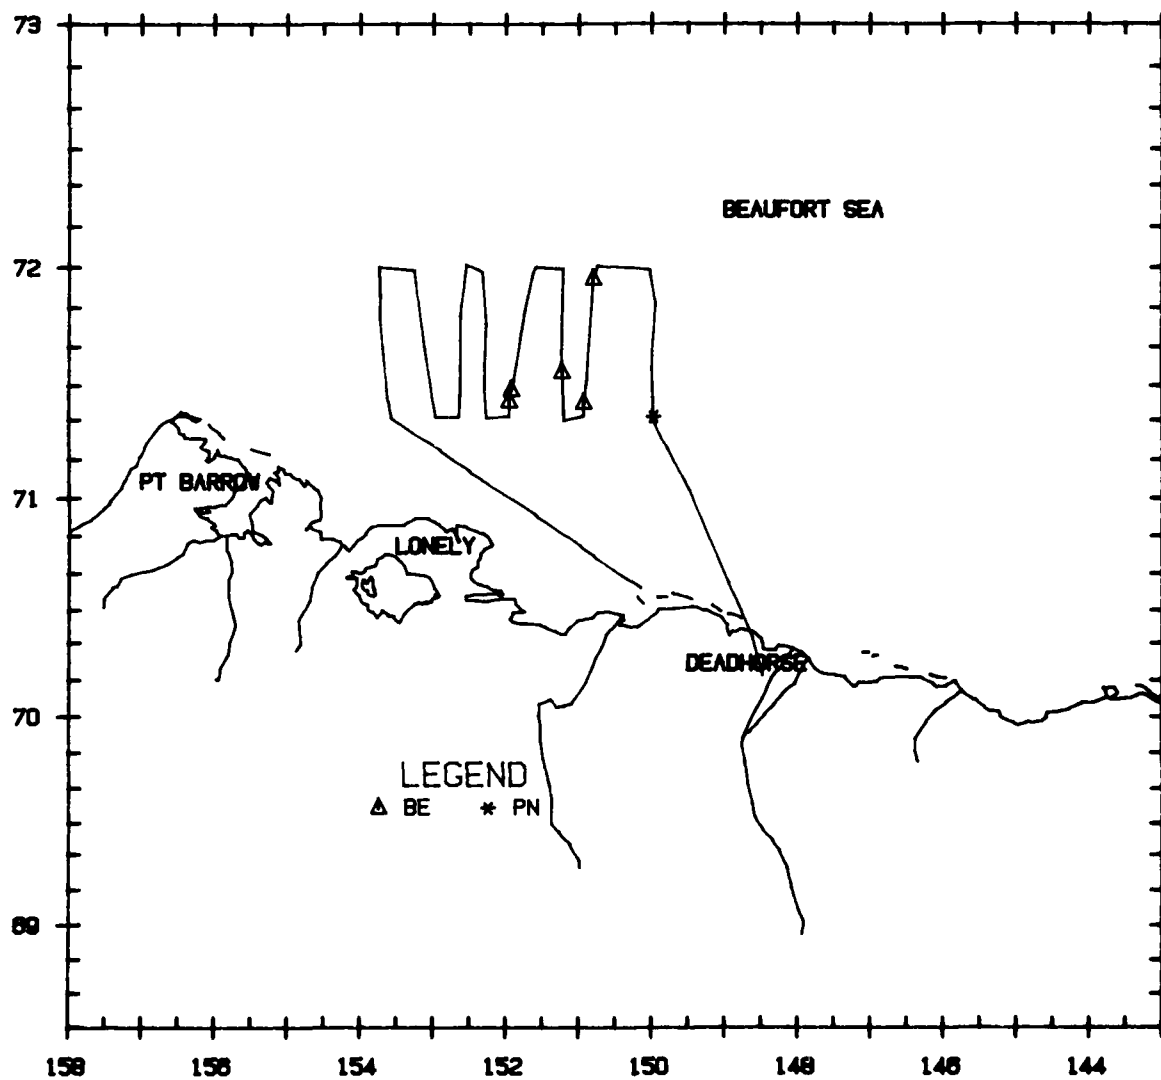 73
BEAUFORT SEA
72
PT BARROW
71
LONELY
DEADHORSE
70
LEGEND
BE PN
69
158 156 154 152 150 148 146 144